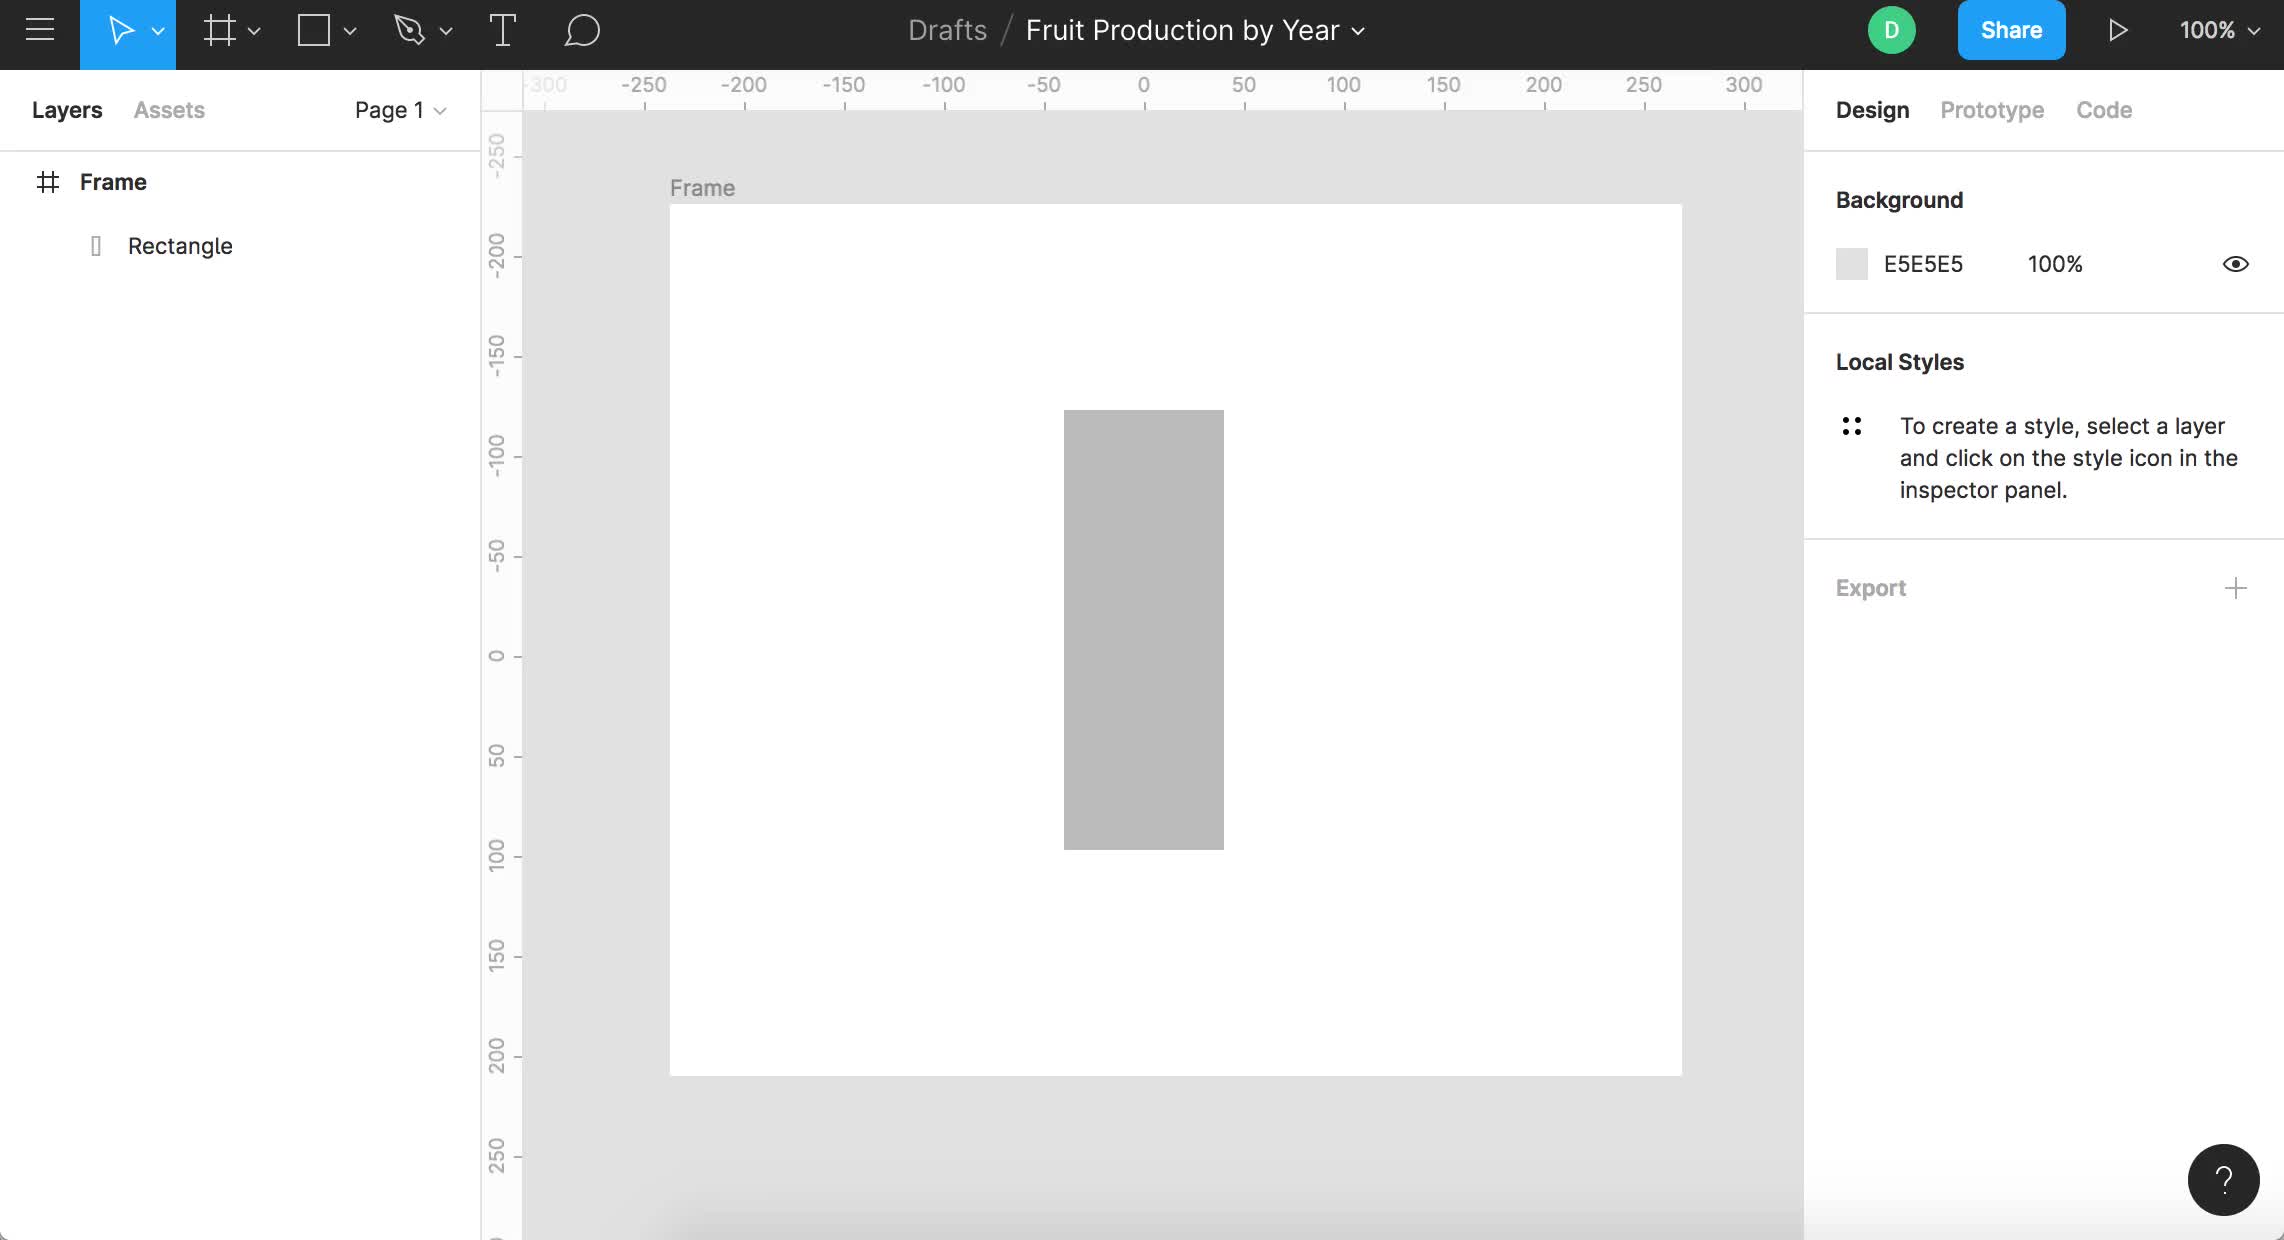 Drafts / Fruit Production by Year
D
Share
100%
Layers
Assets
Page 1
Frame
Rectangle
-300 -250 -200 -150 -100 -50 0 50 100 150 200 250 300
-250
-200
-150
-100
-50
0
50
100
150
200
250
Frame
Design
Prototype
Code
Background
E5E5E5
100%
Local Styles
To create a style, select a layer
and click on the style icon in the
inspector panel.
Export
?